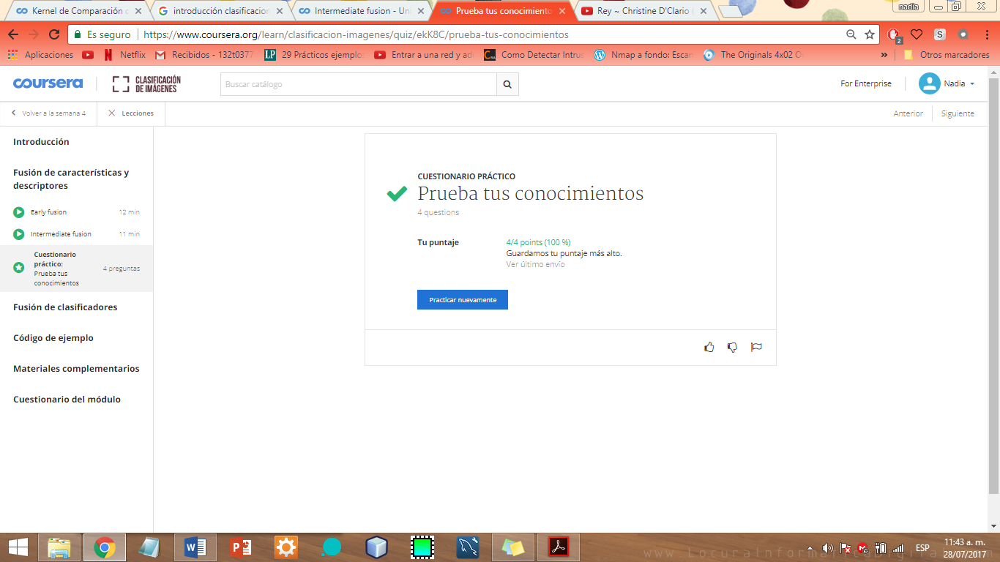 Kernel de Comparación
introducción clasificacion
Intermediate fusion - Uni
Prueba tus conocimiento
Rey ~ Christine D'Clario
nadia
Es seguro
https://www.coursera.org/learn/clasificacion-imagenes/quiz/ekK8C/prueba-tus-conocimientos
2
Aplicaciones
Netflix
Recibidos - 132t0377
29 Prácticos ejemplo
Entrar a una red y ad
Como Detectar Intrus
Nmap a fondo: Escan
The Originals 4x02 O
»
Otros marcadores
coursera
CLASIFICACIÓN
DE IMÁGENES
Buscar catálogo
For Enterprise
Nadia
Volver a la semana 4
Lecciones
Anterior
Siguiente
Introducción
Fusión de características y
descriptores
Early fusion 12 min
Intermediate fusion 11 min
Cuestionario
práctico:
Prueba tus
conocimientos
4 preguntas
Fusión de clasificadores
Código de ejemplo
Materiales complementarios
Cuestionario del módulo
CUESTIONARIO PRÁCTICO
Prueba tus conocimientos
4 questions
Tu puntaje
4/4 points (100 %)
Guardamos tu puntaje más alto.
Ver último envío
Practicar nuevamente
ESP
11:43 a. m.
28/07/2017